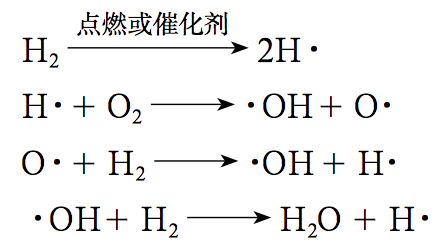 H₂ —点燃或催化剂→ 2H·
H· + O₂ ⟶ ·OH + O·
O· + H₂ ⟶ ·OH + H·
·OH + H₂ ⟶ H₂O + H·